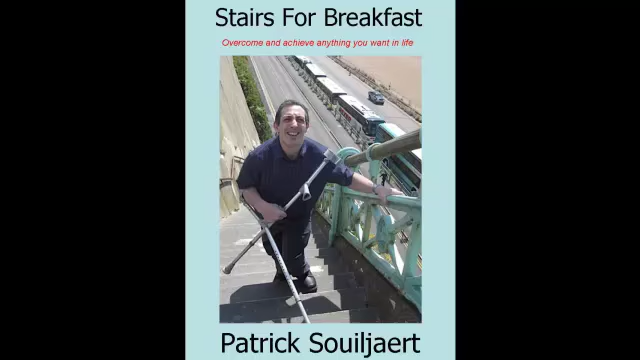 Stairs For Breakfast
Overcome and achieve anything you want in life
Patrick Souiljaert